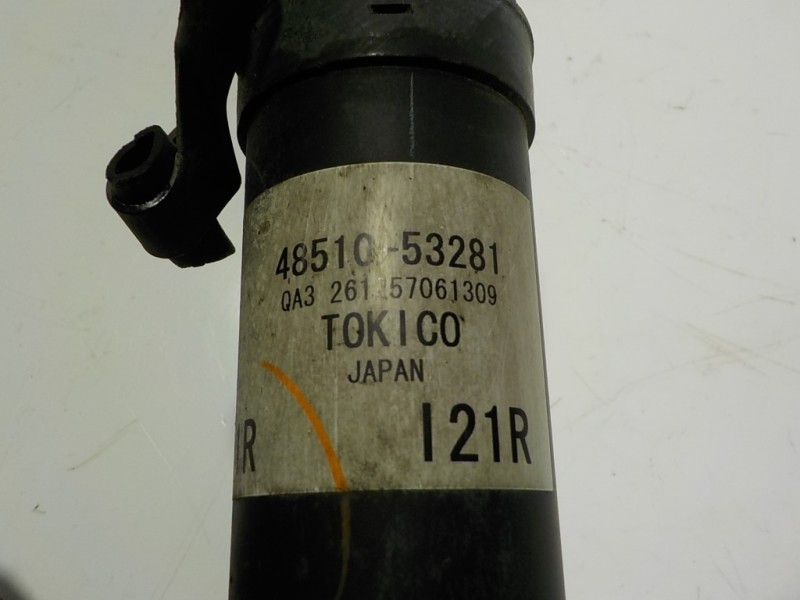 48510-53281
QA3 261 57061309
TOKICO
JAPAN
R I21R